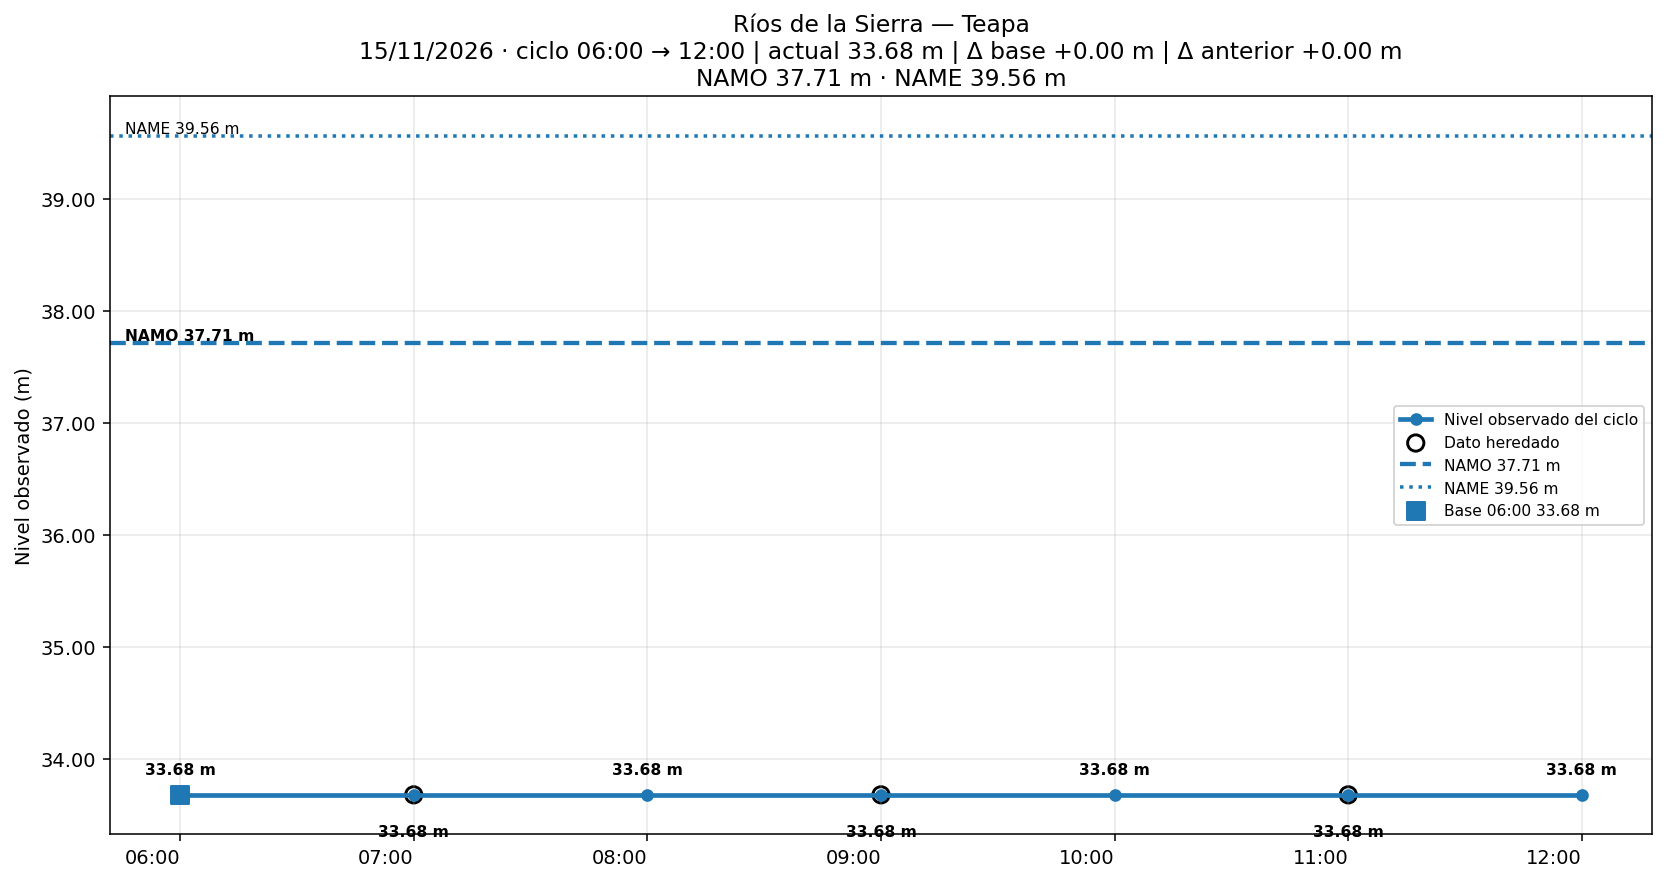 Ríos de la Sierra — Teapa
15/11/2026 · ciclo 06:00 → 12:00 | actual 33.68 m | Δ base +0.00 m | Δ anterior +0.00 m
NAMO 37.71 m · NAME 39.56 m
NAME 39.56 m
39.00
38.00
NAMO 37.71 m
37.00
36.00
35.00
34.00
Nivel observado (m)
Nivel observado del ciclo
Dato heredado
NAMO 37.71 m
NAME 39.56 m
Base 06:00 33.68 m
33.68 m
33.68 m
33.68 m
33.68 m
33.68 m
33.68 m
33.68 m
06:00
07:00
08:00
09:00
10:00
11:00
12:00